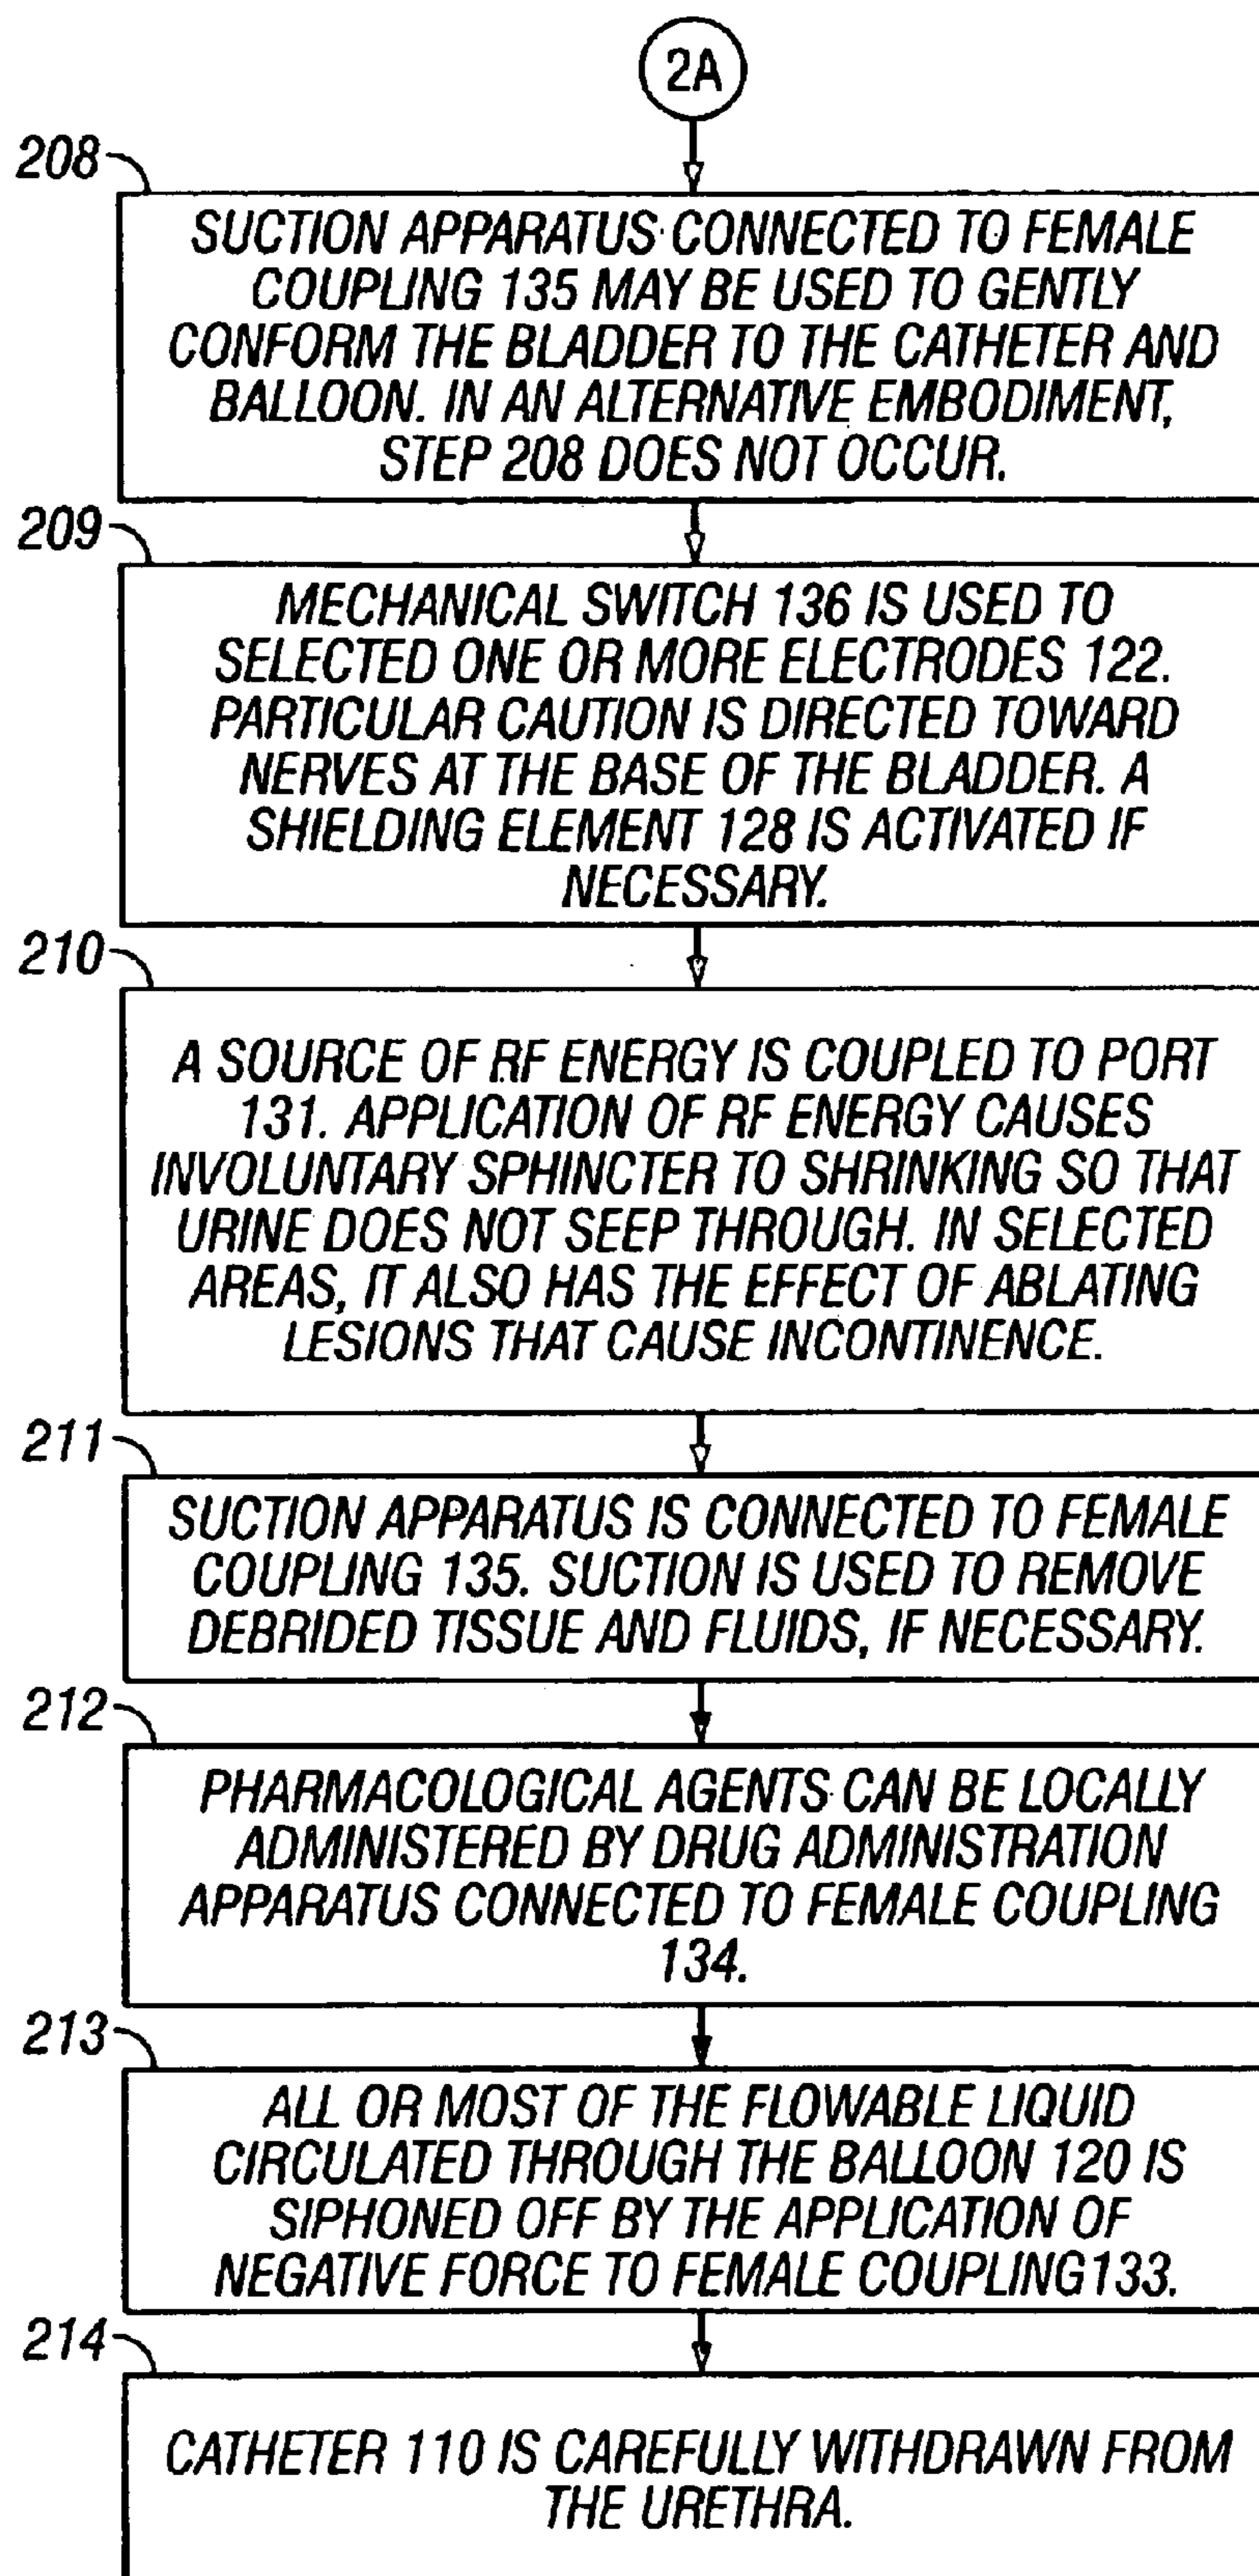 2A
208
SUCTION APPARATUS CONNECTED TO FEMALE
COUPLING 135 MAY BE USED TO GENTLY
CONFORM THE BLADDER TO THE CATHETER AND
BALLOON. IN AN ALTERNATIVE EMBODIMENT,
STEP 208 DOES NOT OCCUR.
209
MECHANICAL SWITCH 136 IS USED TO
SELECTED ONE OR MORE ELECTRODES 122.
PARTICULAR CAUTION IS DIRECTED TOWARD
NERVES AT THE BASE OF THE BLADDER. A
SHIELDING ELEMENT 128 IS ACTIVATED IF
NECESSARY.
210
A SOURCE OF RF ENERGY IS COUPLED TO PORT
131. APPLICATION OF RF ENERGY CAUSES
INVOLUNTARY SPHINCTER TO SHRINKING SO THAT
URINE DOES NOT SEEP THROUGH. IN SELECTED
AREAS, IT ALSO HAS THE EFFECT OF ABLATING
LESIONS THAT CAUSE INCONTINENCE.
211
SUCTION APPARATUS IS CONNECTED TO FEMALE
COUPLING 135. SUCTION IS USED TO REMOVE
DEBRIDED TISSUE AND FLUIDS, IF NECESSARY.
212
PHARMACOLOGICAL AGENTS CAN BE LOCALLY
ADMINISTERED BY DRUG ADMINISTRATION
APPARATUS CONNECTED TO FEMALE COUPLING
134.
213
ALL OR MOST OF THE FLOWABLE LIQUID
CIRCULATED THROUGH THE BALLOON 120 IS
SIPHONED OFF BY THE APPLICATION OF
NEGATIVE FORCE TO FEMALE COUPLING133.
214
CATHETER 110 IS CAREFULLY WITHDRAWN FROM
THE URETHRA.